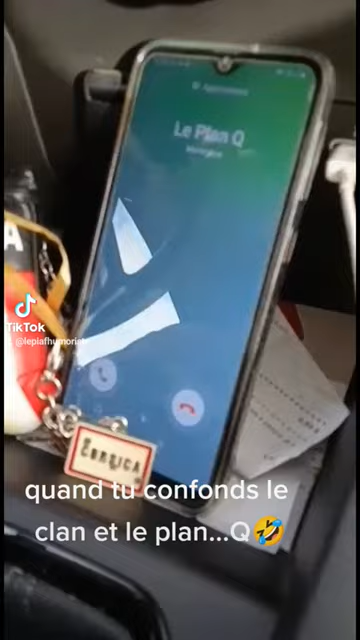 Le Plan Q
A
TikTok
@lepiafhumoriste
CORSICA
quand tu confonds le
clan et le plan...Q🤣